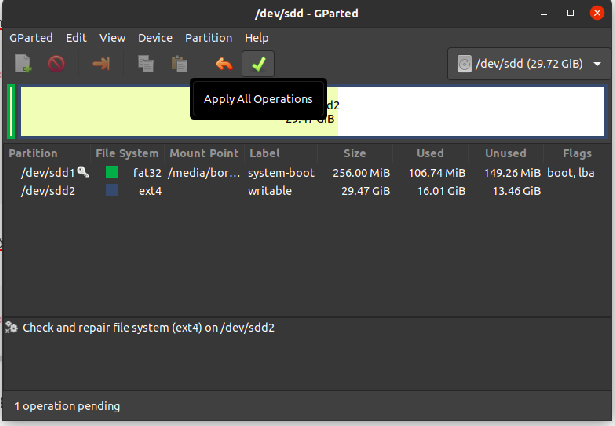 /dev/sdd - GParted
GParted Edit View Device Partition Help
/dev/sdd (29.72 GiB)
Apply All Operations
29.47 GiB
Partition File System Mount Point Label Size Used Unused Flags
/dev/sdd1 fat32 /media/bor... system-boot 256.00 MiB 106.74 MiB 149.26 MiB boot, lba
/dev/sdd2 ext4 writable 29.47 GiB 16.01 GiB 13.46 GiB
Check and repair file system (ext4) on /dev/sdd2
1 operation pending